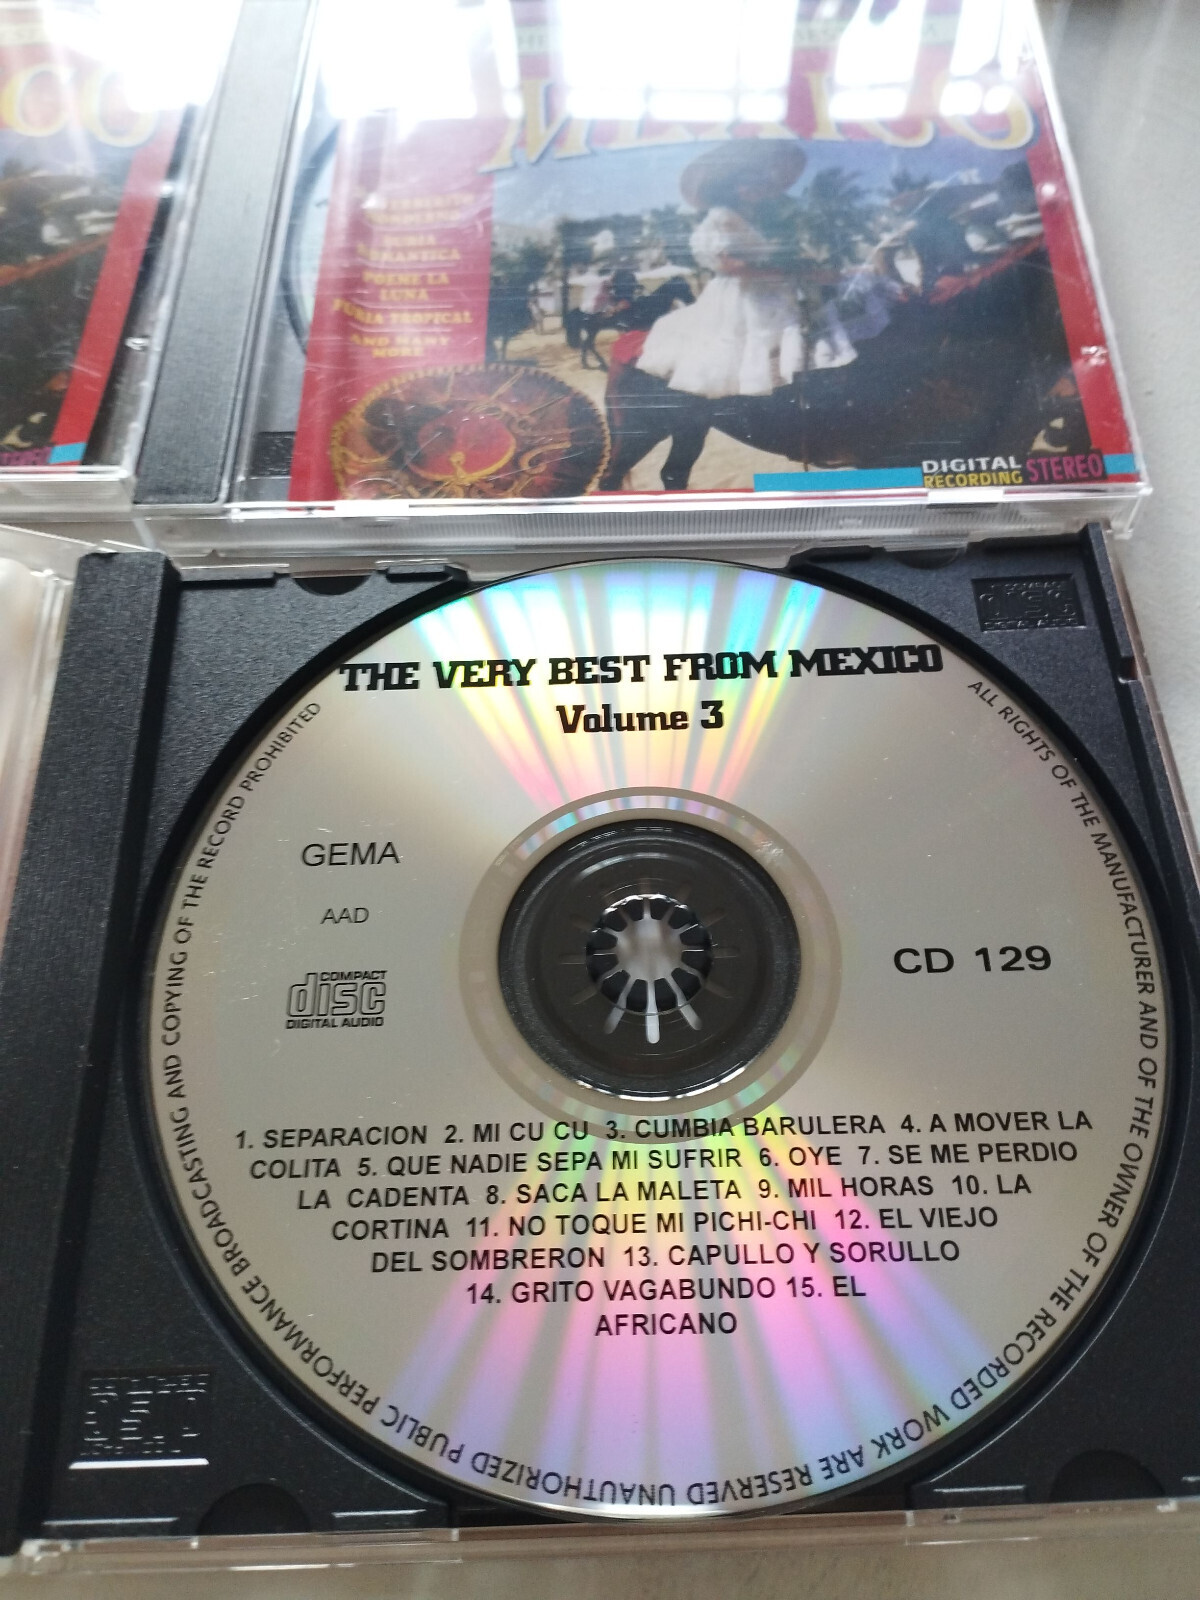 MEXICO
ROMANTICA
PONE LA
LUNA
FURIA TROPICAL
AND MANY
MORE
DIGITAL
RECORDING STEREO
THE VERY BEST FROM MEXICO
Volume 3
GEMA
AAD
COMPACT
disc
DIGITAL AUDIO
CD 129
1. SEPARACION 2. MI CU CU 3. CUMBIA BARULERA 4. A MOVER LA
COLITA 5. QUE NADIE SEPA MI SUFRIR 6. OYE 7. SE ME PERDIO
LA CADENTA 8. SACA LA MALETA 9. MIL HORAS 10. LA
CORTINA 11. NO TOQUE MI PICHI-CHI 12. EL VIEJO
DEL SOMBRERON 13. CAPULLO Y SORULLO
14. GRITO VAGABUNDO 15. EL
AFRICANO
ALL RIGHTS OF THE MANUFACTURER AND OF THE OWNER OF THE RECORDED WORK ARE RESERVED UNAUTHORIZED PUBLIC PERFORMANCE BROADCASTING AND COPYING OF THE RECORD PROHIBITED